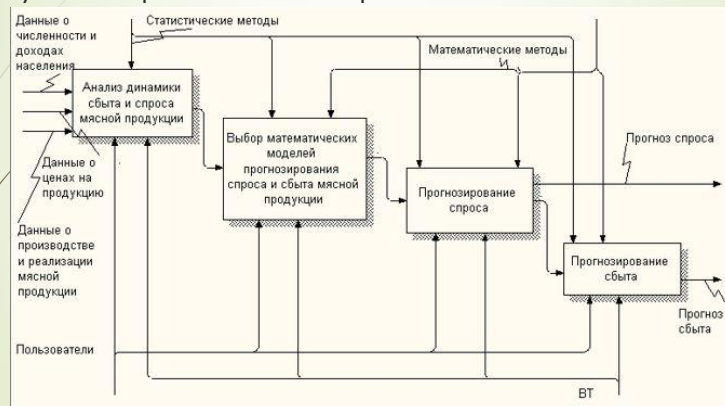 Данные о
численности и
доходах
населения
Статистические методы
Математические методы
Анализ динамики
сбыта и спроса
мясной продукции
Выбор математических
моделей
прогнозирования
спроса и сбыта мясной
продукции
Прогноз спроса
Данные о
ценах на
продукцию
Прогнозирование
спроса
Данные о
производстве
и реализации
мясной
продукции
Прогнозирование
сбыта
Прогноз
сбыта
Пользователи
ВТ